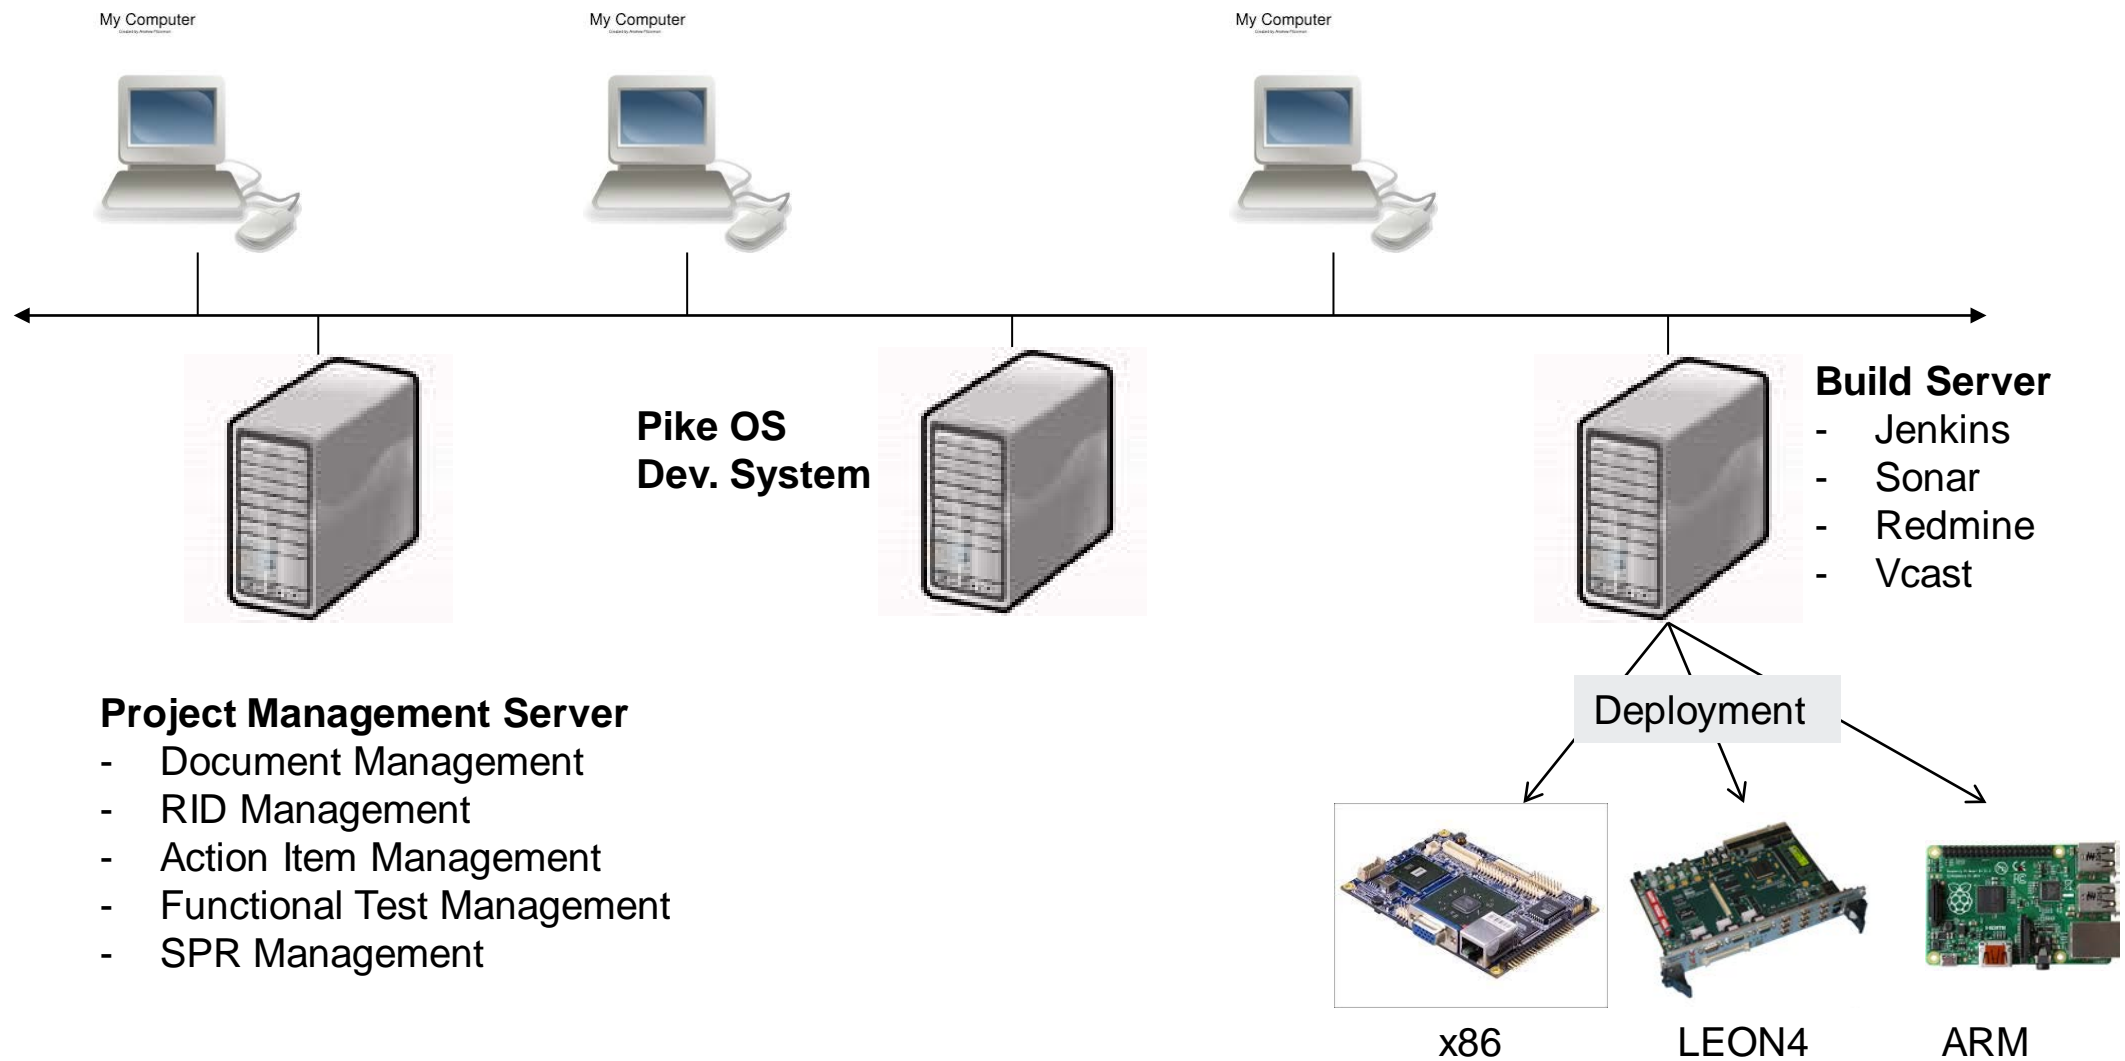 My Computer
My Computer
My Computer
Pike OS
Dev. System
Build Server
- Jenkins
- Sonar
- Redmine
- Vcast
Project Management Server
- Document Management
- RID Management
- Action Item Management
- Functional Test Management
- SPR Management
Deployment
x86
LEON4
ARM